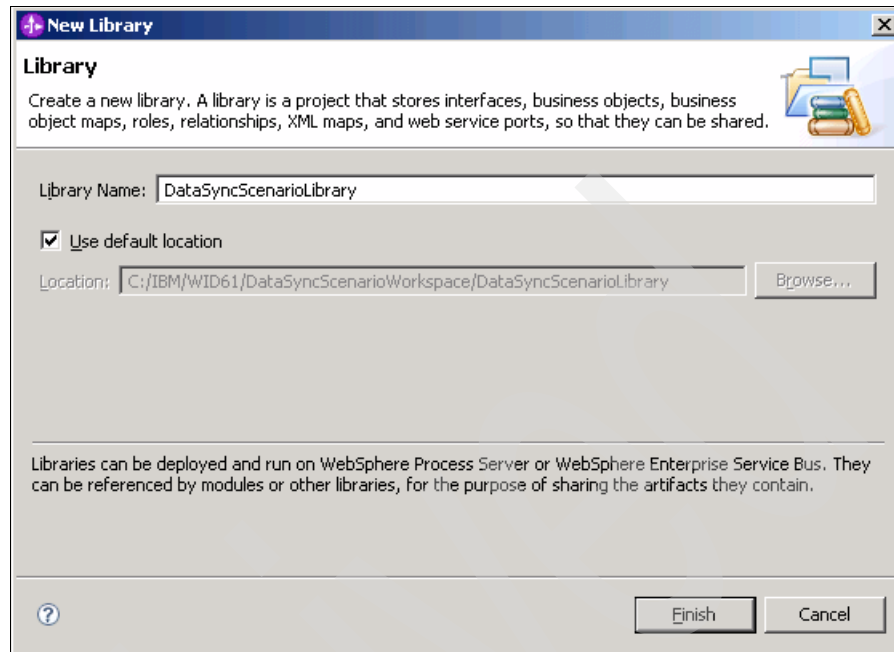 New Library
Library
Create a new library. A library is a project that stores interfaces, business objects, business
object maps, roles, relationships, XML maps, and web service ports, so that they can be shared.
Library Name: DataSyncScenarioLibrary
Use default location
Location: C:/IBM/WID61/DataSyncScenarioWorkspace/DataSyncScenarioLibrary Browse...
Libraries can be deployed and run on WebSphere Process Server or WebSphere Enterprise Service Bus. They
can be referenced by modules or other libraries, for the purpose of sharing the artifacts they contain.
? Finish Cancel